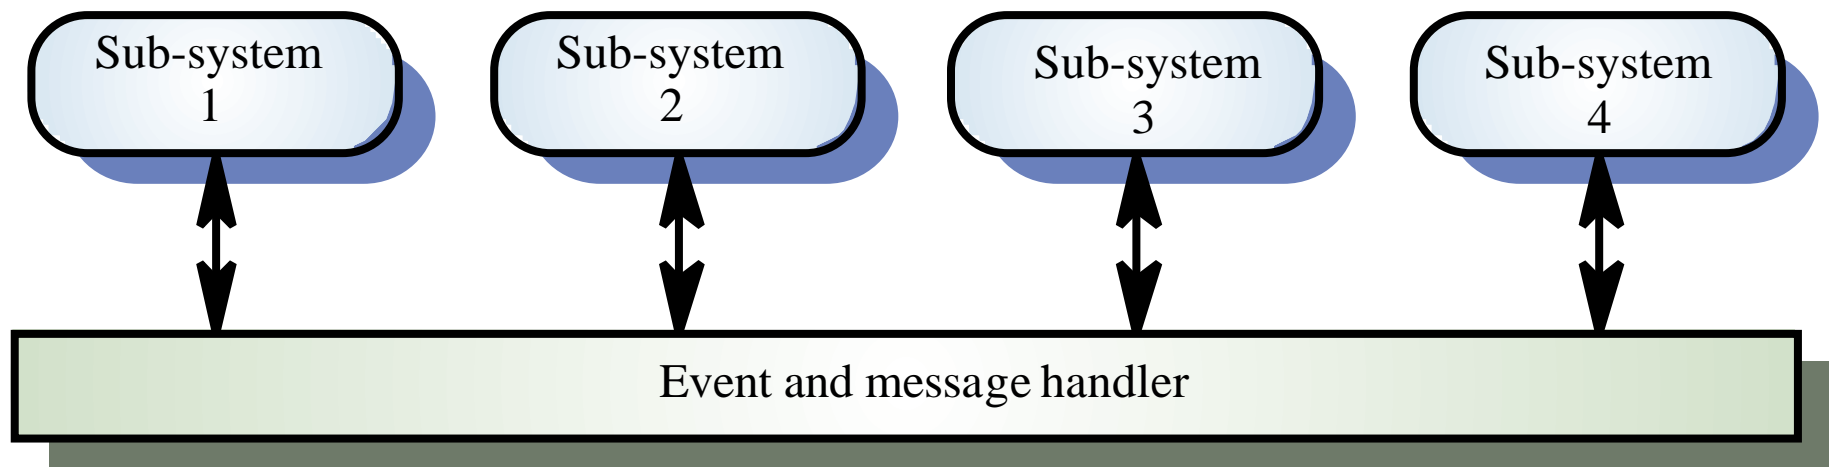 Sub-system
1
Sub-system
2
Sub-system
3
Sub-system
4
Event and message handler